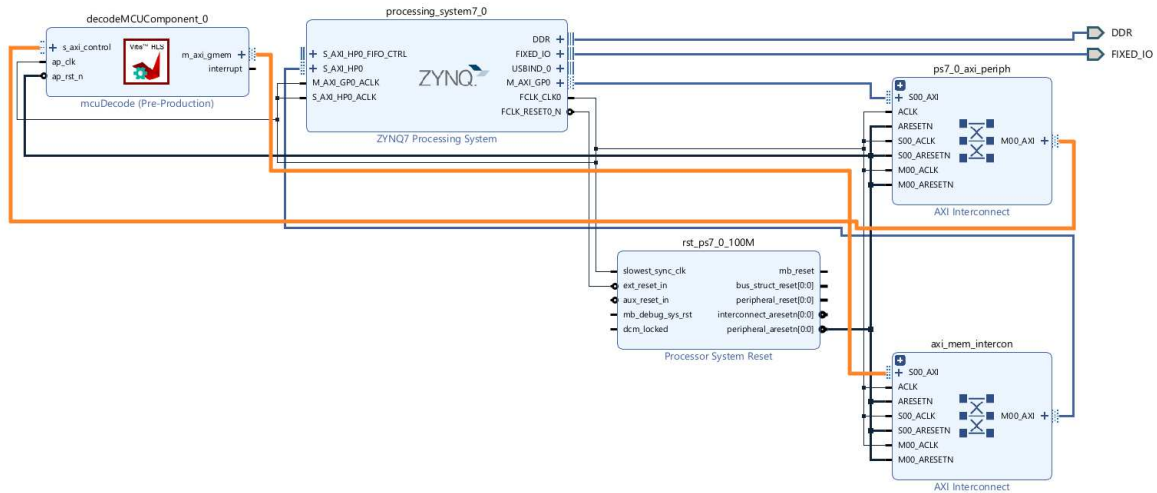 decodeMCUComponent_0
s_axi_control
ap_clk
ap_rst_n
Vitis™ HLS
m_axi_gmem
interrupt
mcuDecode (Pre-Production)
processing_system7_0
S_AXI_HP0_FIFO_CTRL
S_AXI_HP0
M_AXI_GP0_ACLK
S_AXI_HP0_ACLK
ZYNQ
DDR
FIXED_IO
USBIND_0
M_AXI_GP0
FCLK_CLK0
FCLK_RESET0_N
ZYNQ7 Processing System
DDR
FIXED_IO
ps7_0_axi_periph
S00_AXI
ACLK
ARESETN
S00_ACLK
S00_ARESETN
M00_ACLK
M00_ARESETN
M00_AXI
AXI Interconnect
rst_ps7_0_100M
slowest_sync_clk
ext_reset_in
aux_reset_in
mb_debug_sys_rst
dcm_locked
mb_reset
bus_struct_reset[0:0]
peripheral_reset[0:0]
interconnect_aresetn[0:0]
peripheral_aresetn[0:0]
Processor System Reset
axi_mem_intercon
S00_AXI
ACLK
ARESETN
S00_ACLK
S00_ARESETN
M00_ACLK
M00_ARESETN
M00_AXI
AXI Interconnect